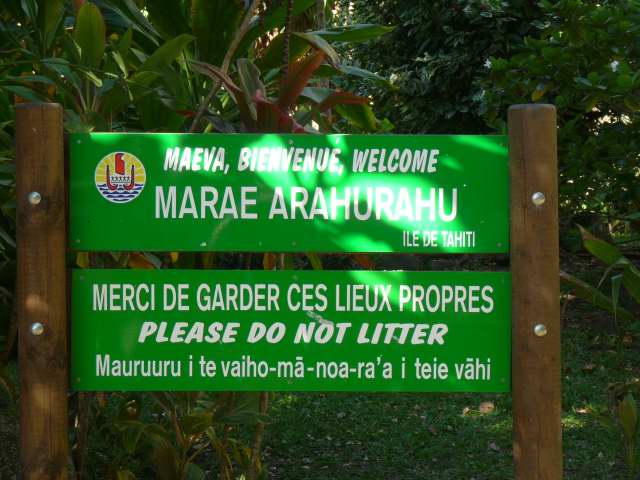 MAEVA, BIENVENUE, WELCOME
MARAE ARAHURAHU
ILE DE TAHITI
MERCI DE GARDER CES LIEUX PROPRES
PLEASE DO NOT LITTER
Mauruuru i te vaiho-mā-noa-ra'a i teie vāhi